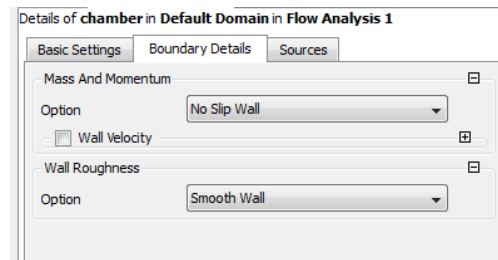 Details of chamber in Default Domain in Flow Analysis 1
Basic Settings Boundary Details Sources
Mass And Momentum
Option No Slip Wall
Wall Velocity
Wall Roughness
Option Smooth Wall